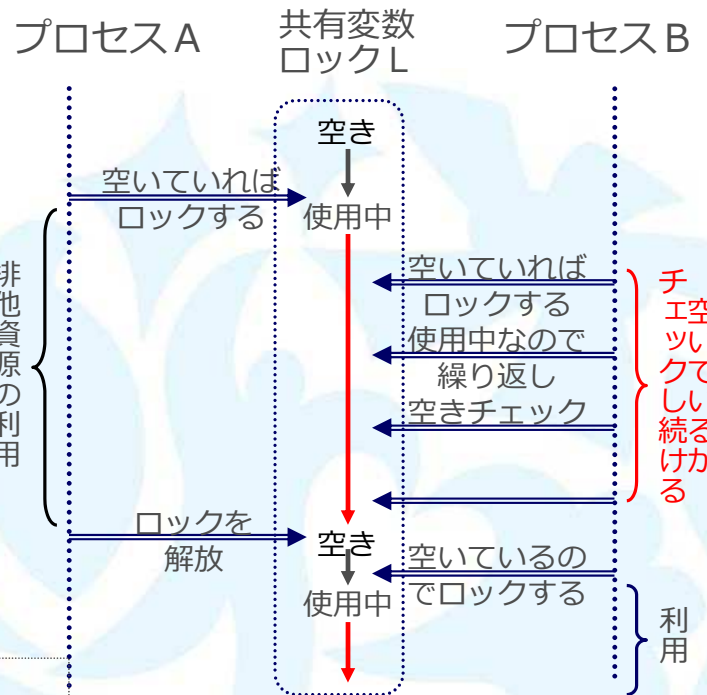 プロセスA
共有変数
ロックL
プロセスB
空き
空いていれば
ロックする
使用中
排他資源の利用
空いていれば
ロックする
使用中なので
繰り返し
空きチェック
空いているか
チェックし続ける
ロックを
解放
空き
空いているの
でロックする
使用中
利用